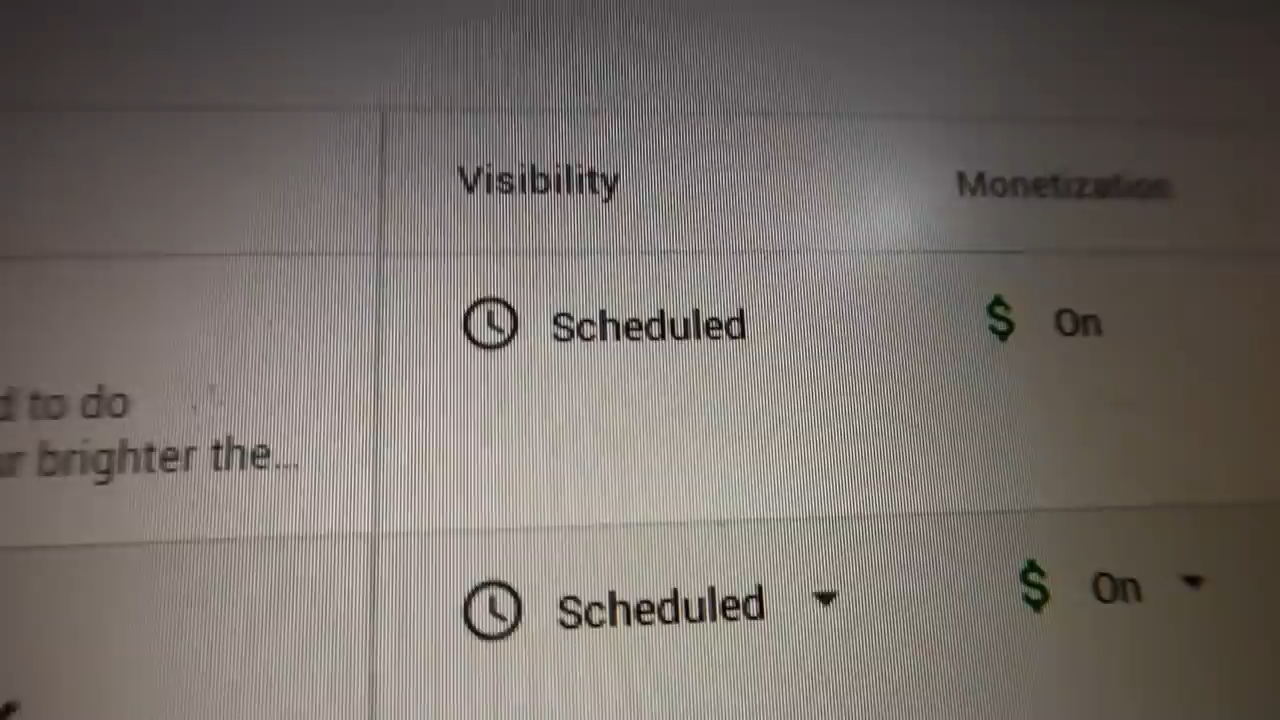 Visibility Monetization
Scheduled $ On
to do
brighter the...
Scheduled $ On